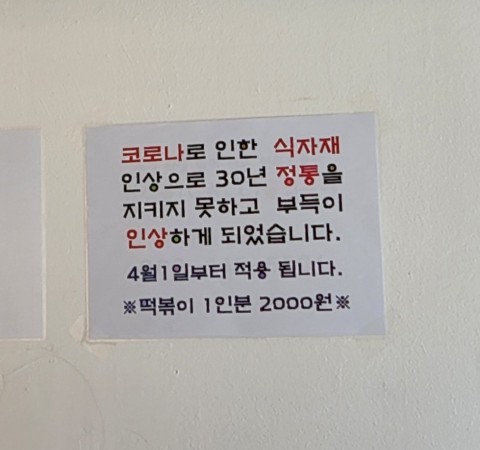 코로나로 인한 식자재
인상으로 30년 정통을
지키지 못하고 부득이
인상하게 되었습니다.
4월1일부터 적용 됩니다.
※떡볶이 1인분 2000원※